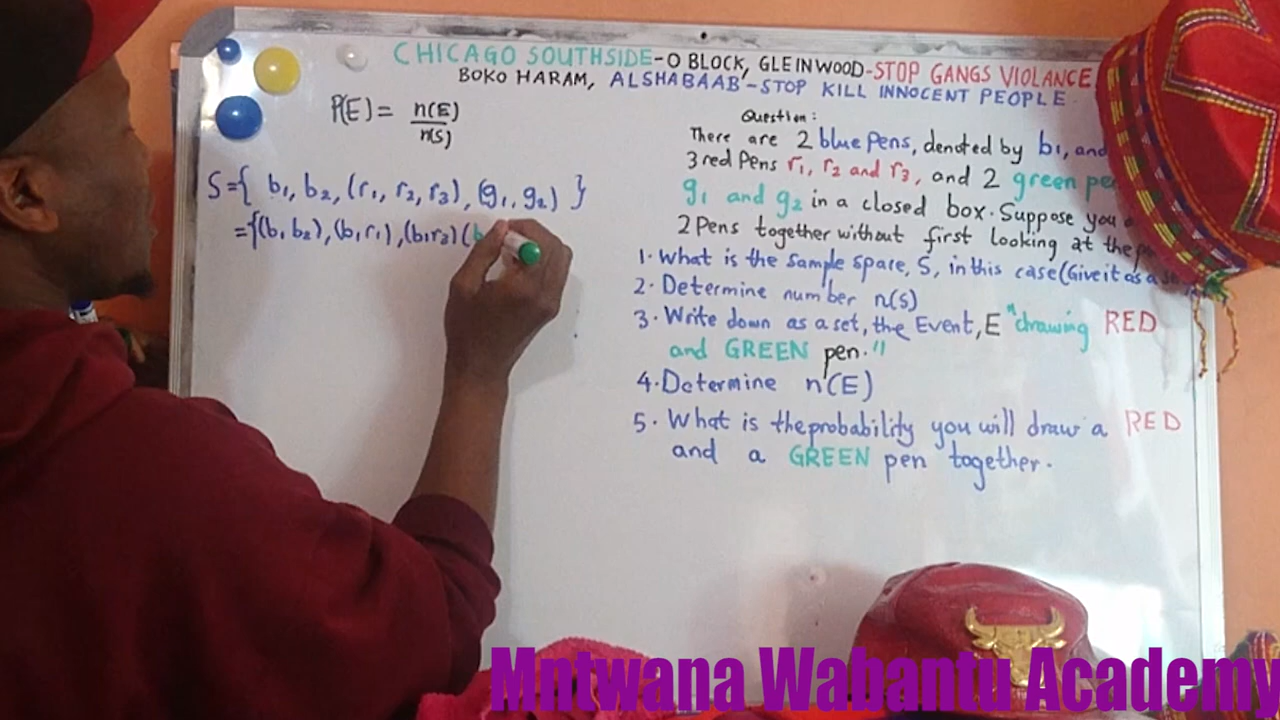 CHICAGO SOUTHSIDE-O BLOCK, GLEINWOOD-STOP GANGS VIOLANCE
BOKO HARAM, ALSHABAAB-STOP KILL INNOCENT PEOPLE
P(E) = n(E)
n(S)
S={ b₁, b₂, (r₁, r₂, r₃), (g₁, g₂) }
={(b₁ b₂), (b₁ r₁), (b₁r₂) (b
Question:
There are 2 blue pens, denoted by b₁, and
3 red Pens r₁, r₂ and r₃, and 2 green pe
g₁ and g₂ in a closed box. Suppose you
2 Pens together without first looking at the
1. What is the sample space, S, in this case (Give it as a
2. Determine number n(s)
3. Write down as a set, the Event, E "drawing RED
and GREEN pen."
4. Determine n(E)
5. What is the probability you will draw a RED
and a GREEN pen together.
Mntwana Wabantu Academy